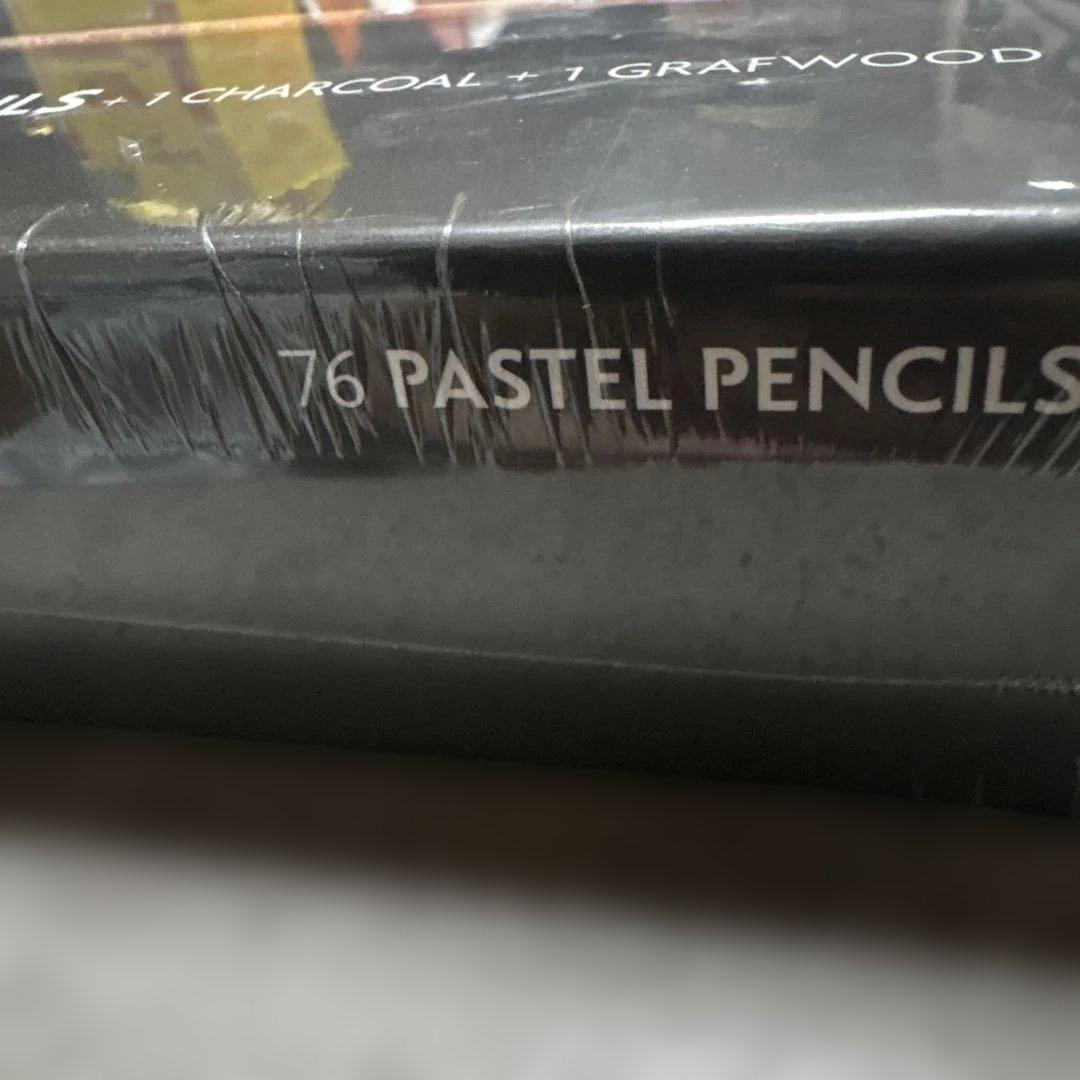 + 1 CHARCOAL + 1 GRAFWOOD
76 PASTEL PENCILS